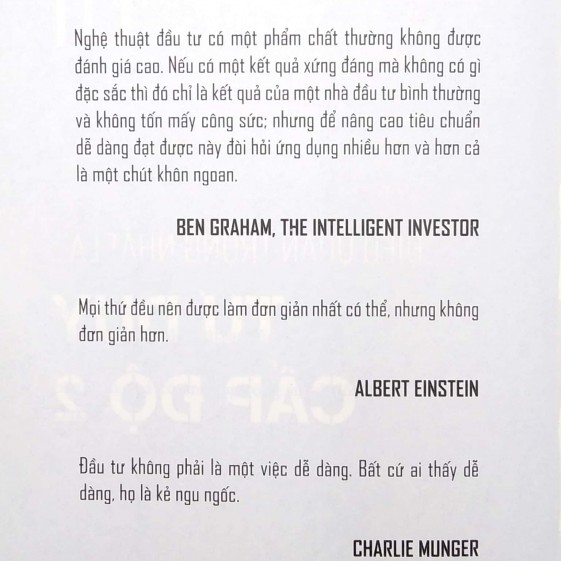 Nghệ thuật đầu tư có một phẩm chất thường không được
đánh giá cao. Nếu có một kết quả xứng đáng mà không có gì
đặc sắc thì đó chỉ là kết quả của một nhà đầu tư bình thường
và không tốn mấy công sức; nhưng để nâng cao tiêu chuẩn
dễ dàng đạt được này đòi hỏi ứng dụng nhiều hơn và hơn cả
là một chút khôn ngoan.
BEN GRAHAM, THE INTELLIGENT INVESTOR
Mọi thứ đều nên được làm đơn giản nhất có thể, nhưng không
đơn giản hơn.
ALBERT EINSTEIN
Đầu tư không phải là một việc dễ dàng. Bất cứ ai thấy dễ
dàng, họ là kẻ ngu ngốc.
CHARLIE MUNGER